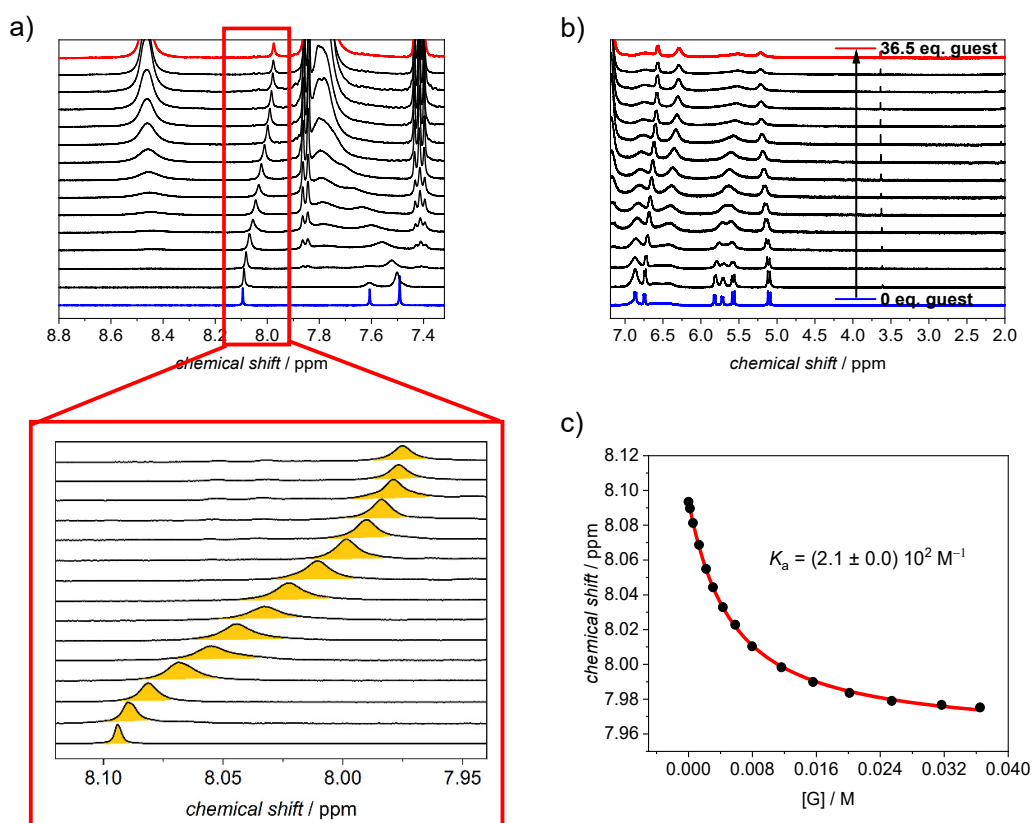 a)
8.8 8.6 8.4 8.2 8.0 7.8 7.6 7.4
chemical shift / ppm
b)
36.5 eq. guest
0 eq. guest
7.0 6.5 6.0 5.5 5.0 4.5 4.0 3.5 3.0 2.5 2.0
chemical shift / ppm
8.10 8.05 8.00 7.95
chemical shift / ppm
c)
8.12
8.10
8.08
8.06
8.04
8.02
8.00
7.98
7.96
chemical shift / ppm
Kₐ = (2.1 ± 0.0) 10² M⁻¹
0.000 0.008 0.016 0.024 0.032 0.040
[G] / M